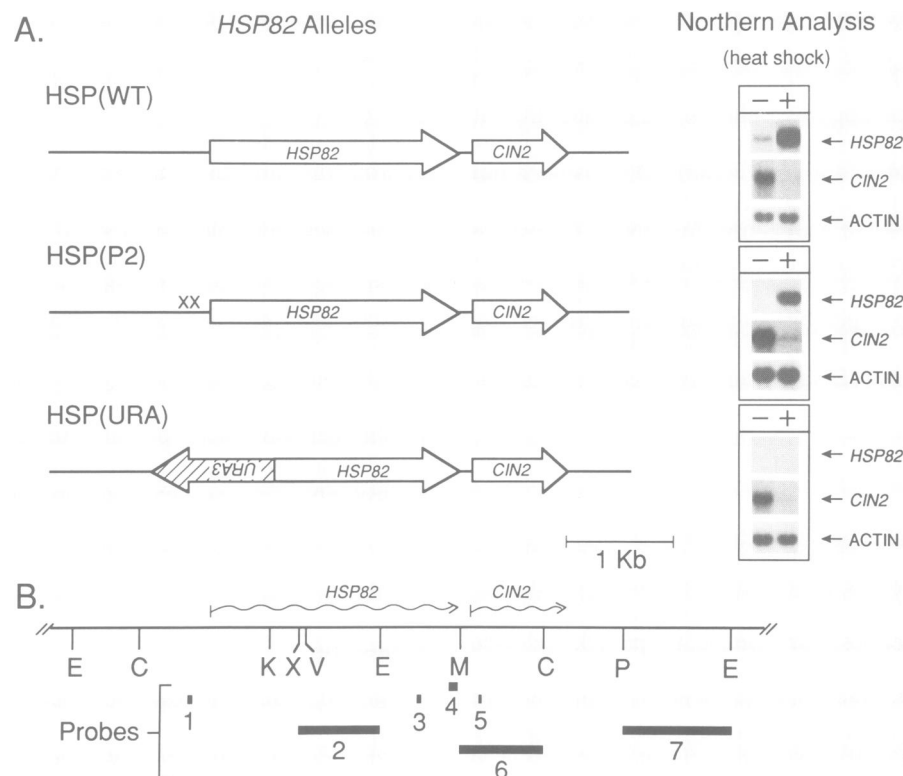 A.
HSP82 Alleles
Northern Analysis
(heat shock)
HSP(WT)
HSP82
CIN2
- +
HSP82
CIN2
ACTIN
HSP(P2)
XX
HSP82
CIN2
- +
HSP82
CIN2
ACTIN
HSP(URA)
URA3
HSP82
CIN2
- +
HSP82
CIN2
ACTIN
1 Kb
B.
HSP82
CIN2
E C K X V E M C P E
Probes
1 2 3 4 5 6 7